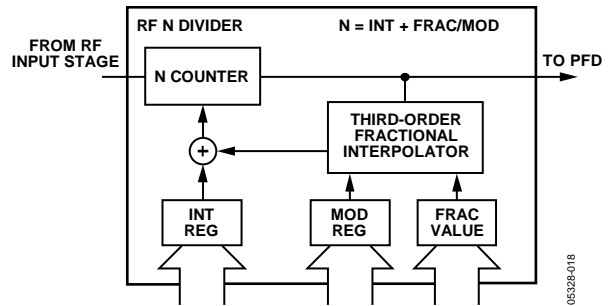 RF N DIVIDER
N = INT + FRAC/MOD
FROM RF
INPUT STAGE
N COUNTER
TO PFD
THIRD-ORDER
FRACTIONAL
INTERPOLATOR
+
INT
REG
MOD
REG
FRAC
VALUE
05328-018